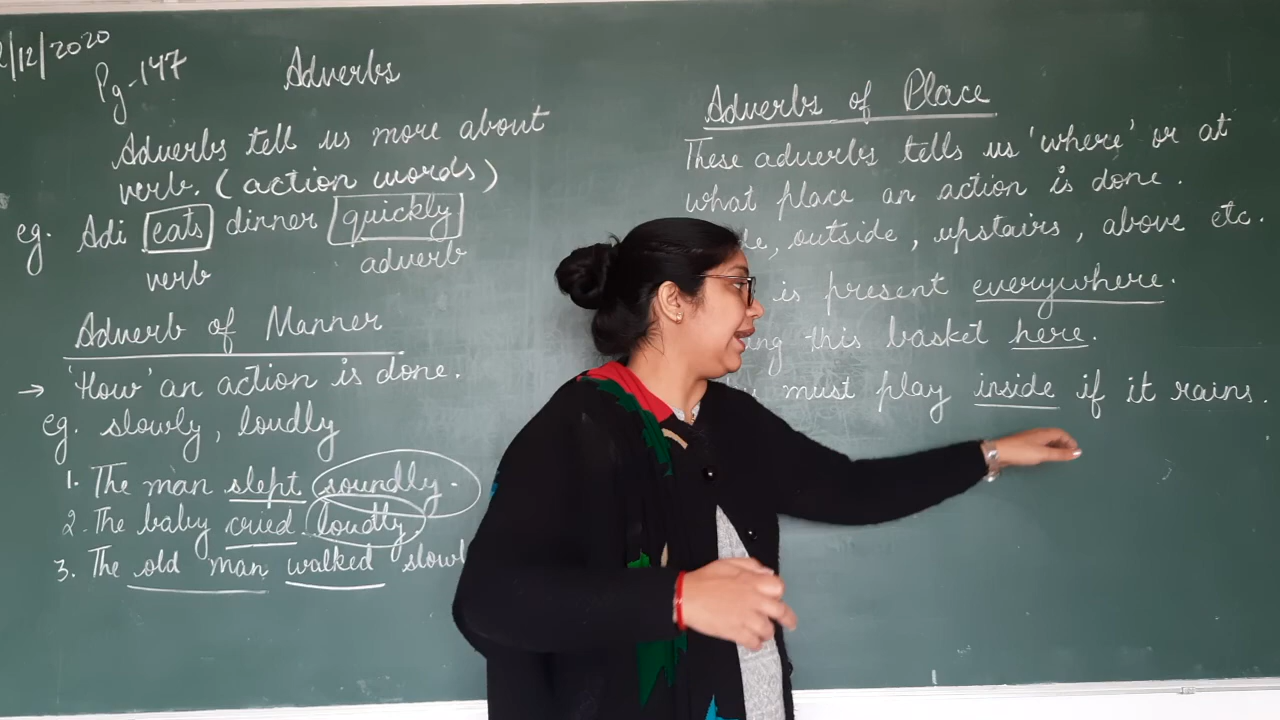 2/12/2020
Pg-147
Adverbs
Adverbs tell us more about
verb. (action words)
eg. Adi eats dinner quickly
verb adverb
Adverb of Manner
→ 'How' an action is done.
eg. slowly, loudly
1. The man slept soundly.
2. The baby cried loudly.
3. The old man walked slowl
Adverbs of Place
These adverbs tells us 'where' or at
what place an action is done.
outside, upstairs, above etc.
is present everywhere.
this basket here.
must play inside if it rains.